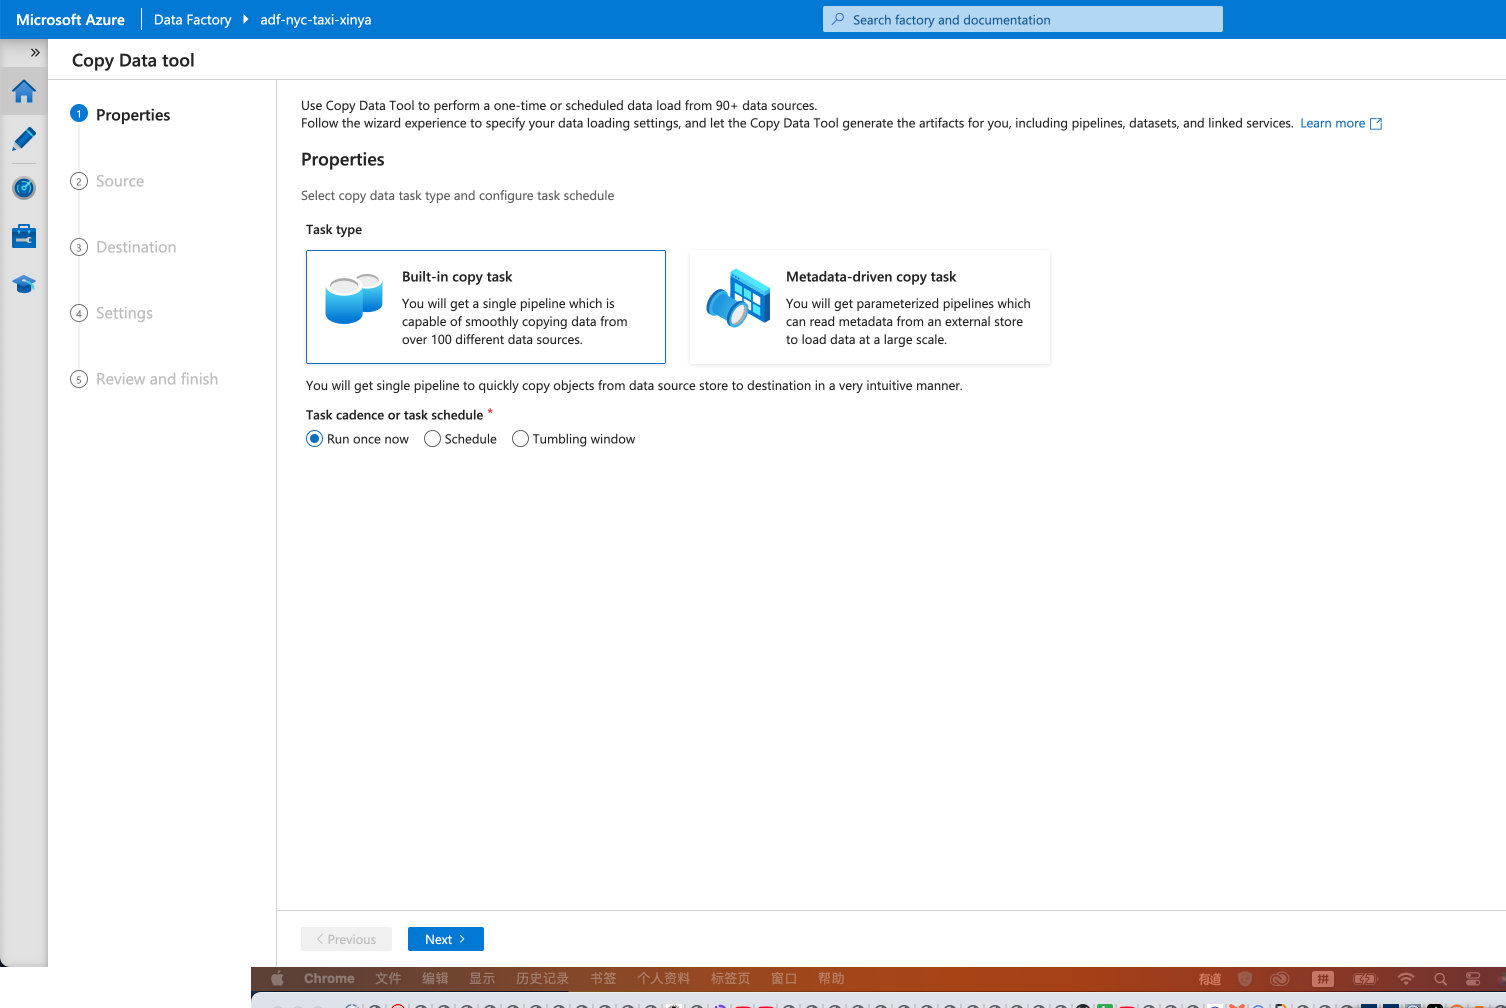 Microsoft Azure
Data Factory
adf-nyc-taxi-xinya
Search factory and documentation
Copy Data tool
1 Properties
2 Source
3 Destination
4 Settings
5 Review and finish
Use Copy Data Tool to perform a one-time or scheduled data load from 90+ data sources.
Follow the wizard experience to specify your data loading settings, and let the Copy Data Tool generate the artifacts for you, including pipelines, datasets, and linked services. Learn more
Properties
Select copy data task type and configure task schedule
Task type
Built-in copy task
You will get a single pipeline which is
capable of smoothly copying data from
over 100 different data sources.
Metadata-driven copy task
You will get parameterized pipelines which
can read metadata from an external store
to load data at a large scale.
You will get single pipeline to quickly copy objects from data source store to destination in a very intuitive manner.
Task cadence or task schedule *
Run once now Schedule Tumbling window
Previous Next
Chrome 文件 编辑 显示 历史记录 书签 个人资料 标签页 窗口 帮助 有道 拼